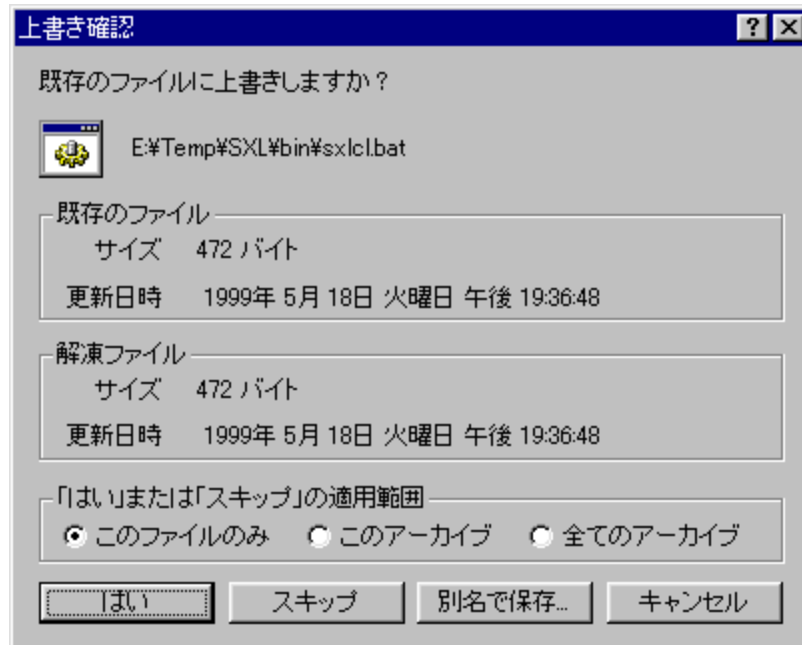 上書き確認
既存のファイルに上書きしますか？
E:¥Temp¥SXL¥bin¥sxlcl.bat
既存のファイル
サイズ 472 バイト
更新日時 1999年 5月 18日 火曜日 午後 19:36:48
解凍ファイル
サイズ 472 バイト
更新日時 1999年 5月 18日 火曜日 午後 19:36:48
「はい」または「スキップ」の適用範囲
このファイルのみ このアーカイブ 全てのアーカイブ
はい スキップ 別名で保存... キャンセル